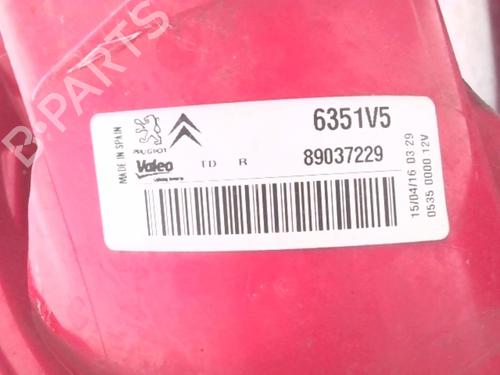 B-PARTS
MADE IN SPAIN
PEUGEOT
6351V5
Valeo
TD R
89037229
15/04/16 03:29
0535 0000 12V